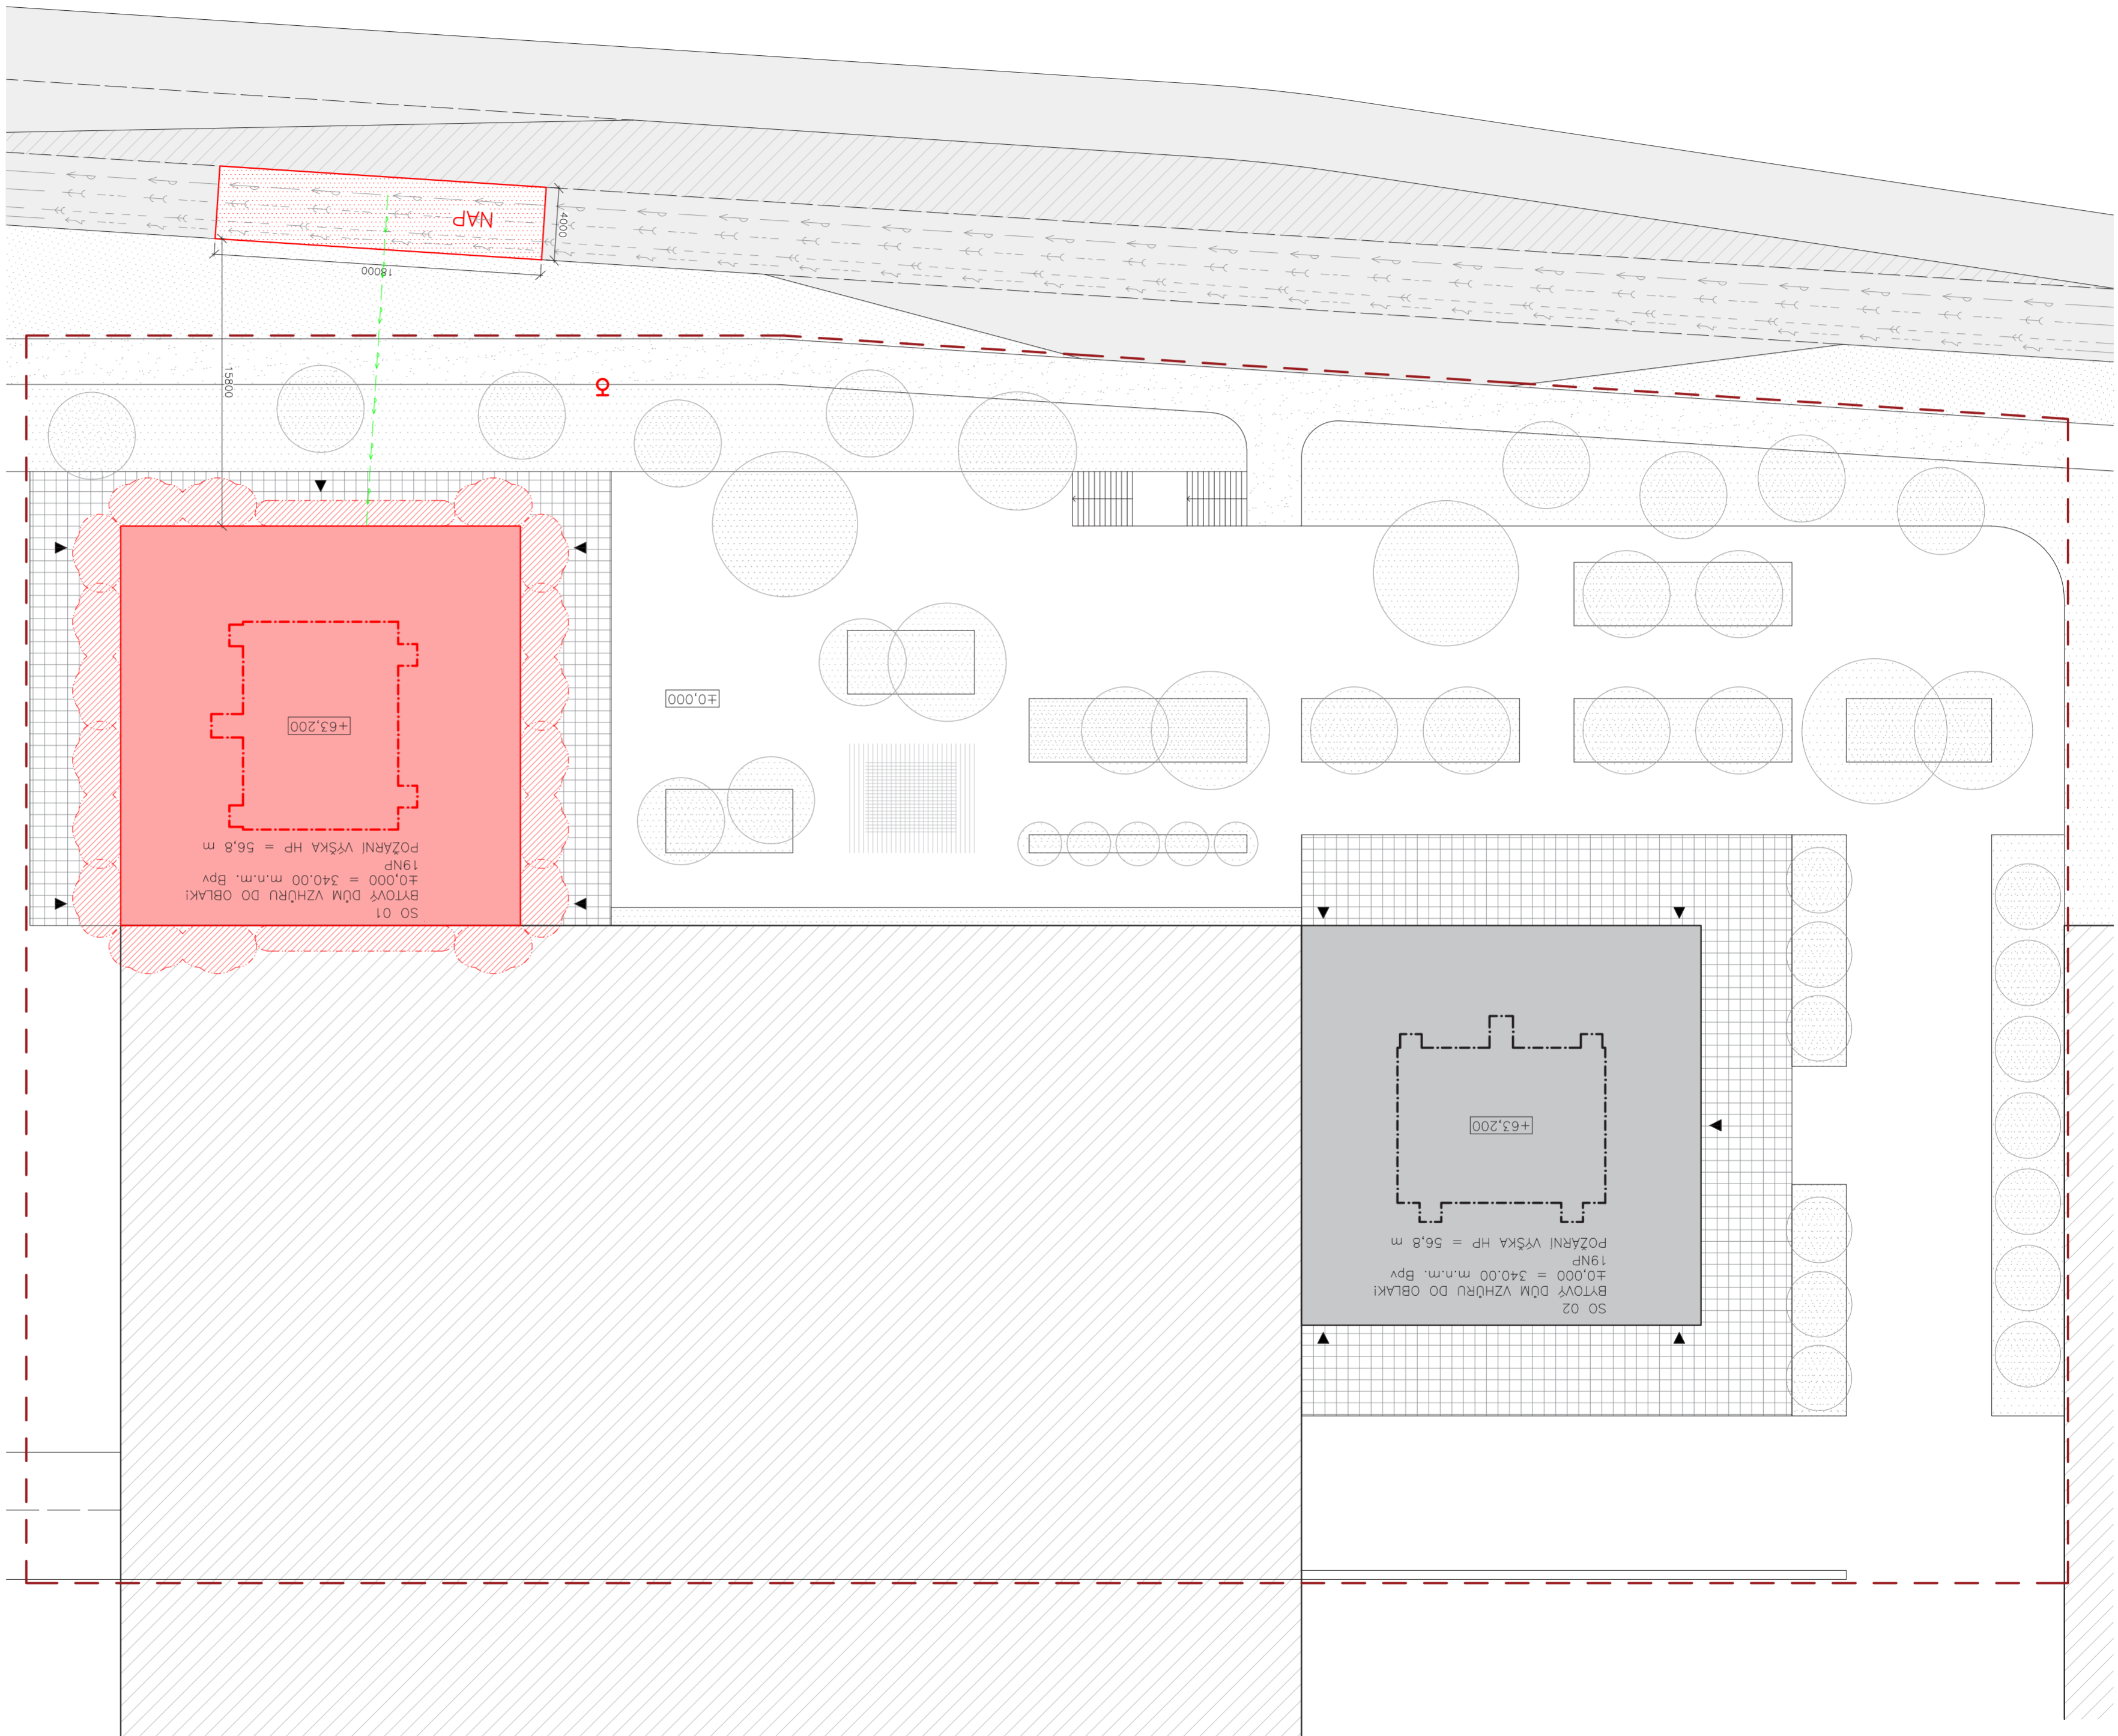 SO 02
BYTOVÝ DŮM VZHŮRU DO OBLAK!
±0,000 = 340.00 m.n.m. Bpv
19NP
POŽÁRNÍ VÝŠKA HP = 56,8 m
+63,200
SO 01
BYTOVÝ DŮM VZHŮRU DO OBLAK!
±0,000 = 340.00 m.n.m. Bpv
19NP
POŽÁRNÍ VÝŠKA HP = 56,8 m
+63,200
±0,000
15800
18000
4000
NAP